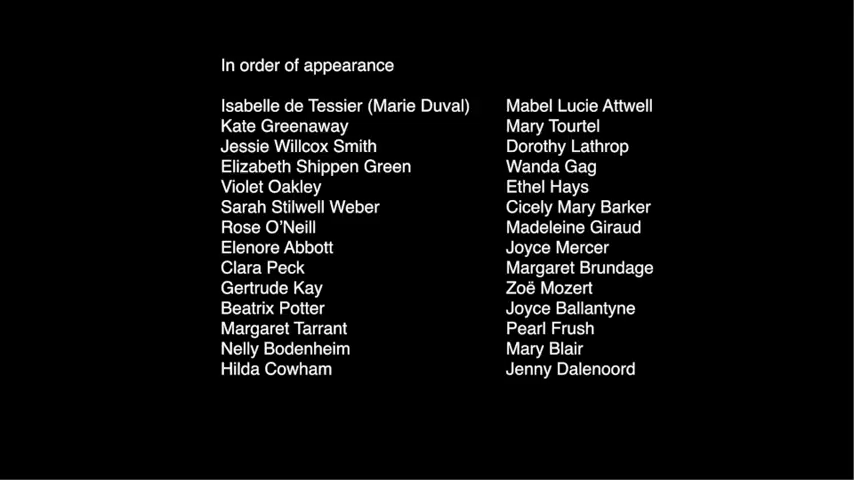 In order of appearance
Isabelle de Tessier (Marie Duval)
Kate Greenaway
Jessie Willcox Smith
Elizabeth Shippen Green
Violet Oakley
Sarah Stilwell Weber
Rose O’Neill
Elenore Abbott
Clara Peck
Gertrude Kay
Beatrix Potter
Margaret Tarrant
Nelly Bodenheim
Hilda Cowham
Mabel Lucie Attwell
Mary Tourtel
Dorothy Lathrop
Wanda Gag
Ethel Hays
Cicely Mary Barker
Madeleine Giraud
Joyce Mercer
Margaret Brundage
Zoë Mozert
Joyce Ballantyne
Pearl Frush
Mary Blair
Jenny Dalenoord